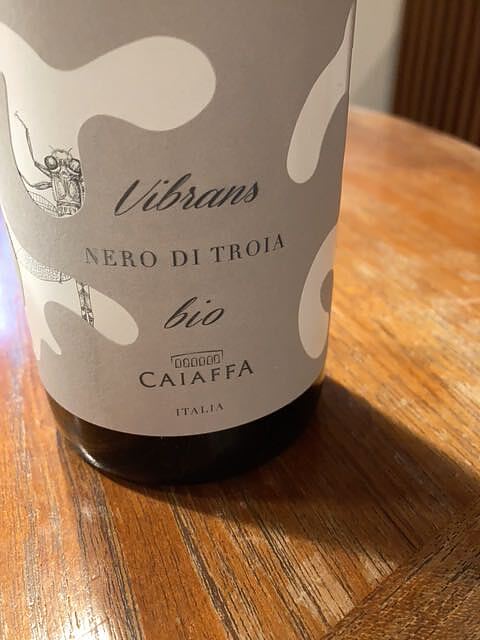 Vibrans
NERO DI TROIA
bio
CAIAFFA
ITALIA